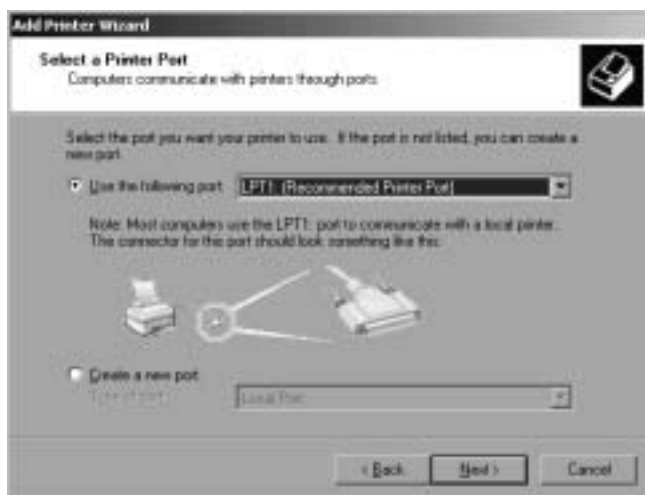 Add Printer Wizard
Select a Printer Port
Computers communicate with printers through ports.
Select the port you want your printer to use. If the port is not listed, you can create a
new port.
Use the following port: LPT1: (Recommended Printer Port)
Note: Most computers use the LPT1: port to communicate with a local printer.
The connector for this port should look something like this:
Create a new port:
Type of port: Local Port
< Back Next > Cancel